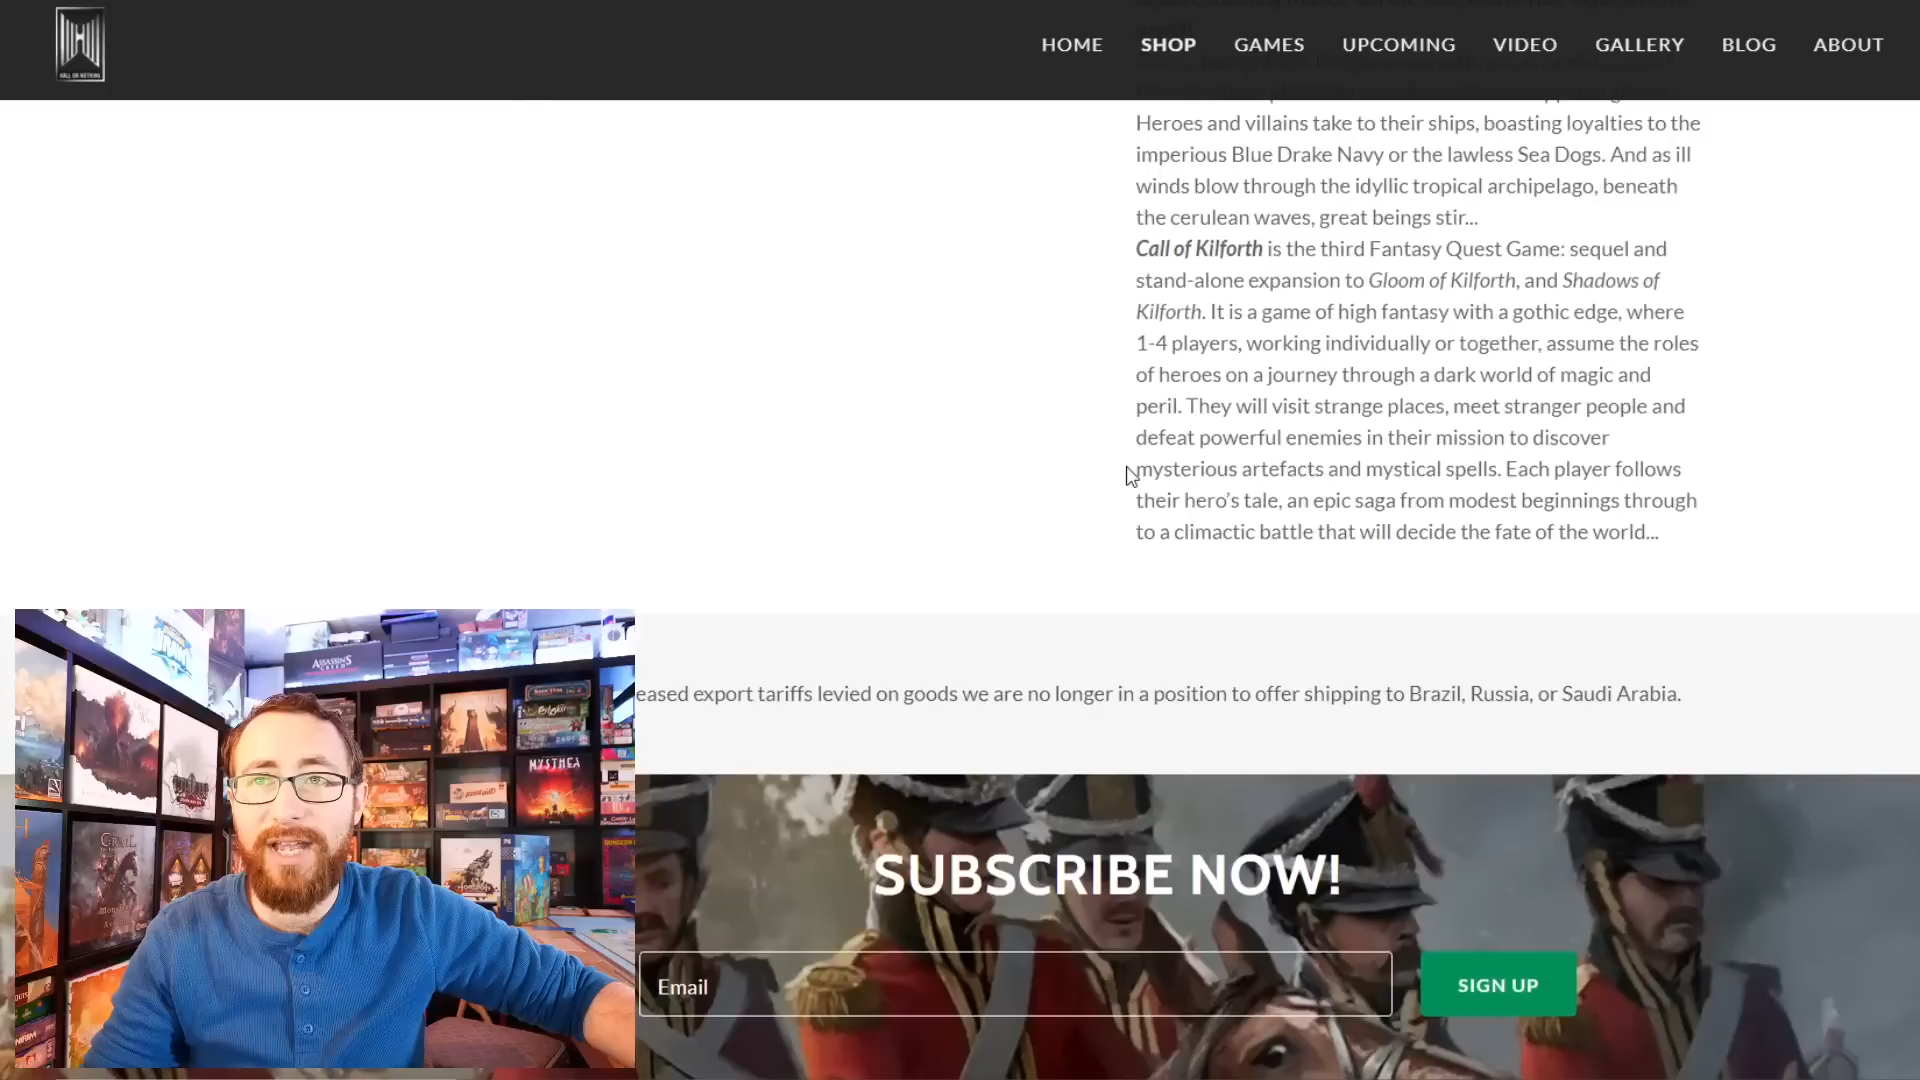 HALL OR NOTHING
HOME
SHOP
GAMES
UPCOMING
VIDEO
GALLERY
BLOG
ABOUT
Heroes and villains take to their ships, boasting loyalties to the
imperious Blue Drake Navy or the lawless Sea Dogs. And as ill
winds blow through the idyllic tropical archipelago, beneath
the cerulean waves, great beings stir...
Call of Kilforth is the third Fantasy Quest Game: sequel and
stand-alone expansion to Gloom of Kilforth, and Shadows of
Kilforth. It is a game of high fantasy with a gothic edge, where
1-4 players, working individually or together, assume the roles
of heroes on a journey through a dark world of magic and
peril. They will visit strange places, meet stranger people and
defeat powerful enemies in their mission to discover
mysterious artefacts and mystical spells. Each player follows
their hero's tale, an epic saga from modest beginnings through
to a climactic battle that will decide the fate of the world...
eased export tariffs levied on goods we are no longer in a position to offer shipping to Brazil, Russia, or Saudi Arabia.
ASSASSIN'S
MYSTHEA
GRAIL
SUBSCRIBE NOW!
Email
SIGN UP